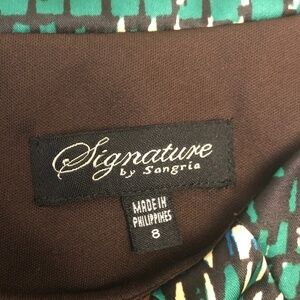 Signature
by Sangria
MADE IN
PHILIPPINES
8